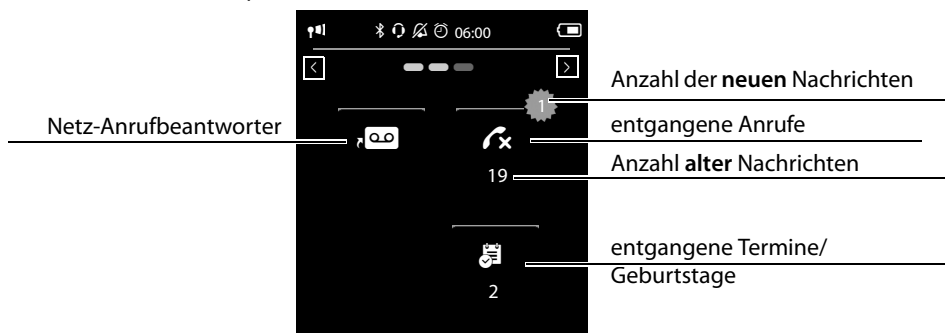 06:00
Anzahl der neuen Nachrichten
1
Netz-Anrufbeantworter
entgangene Anrufe
Anzahl alter Nachrichten
19
entgangene Termine/
Geburtstage
2